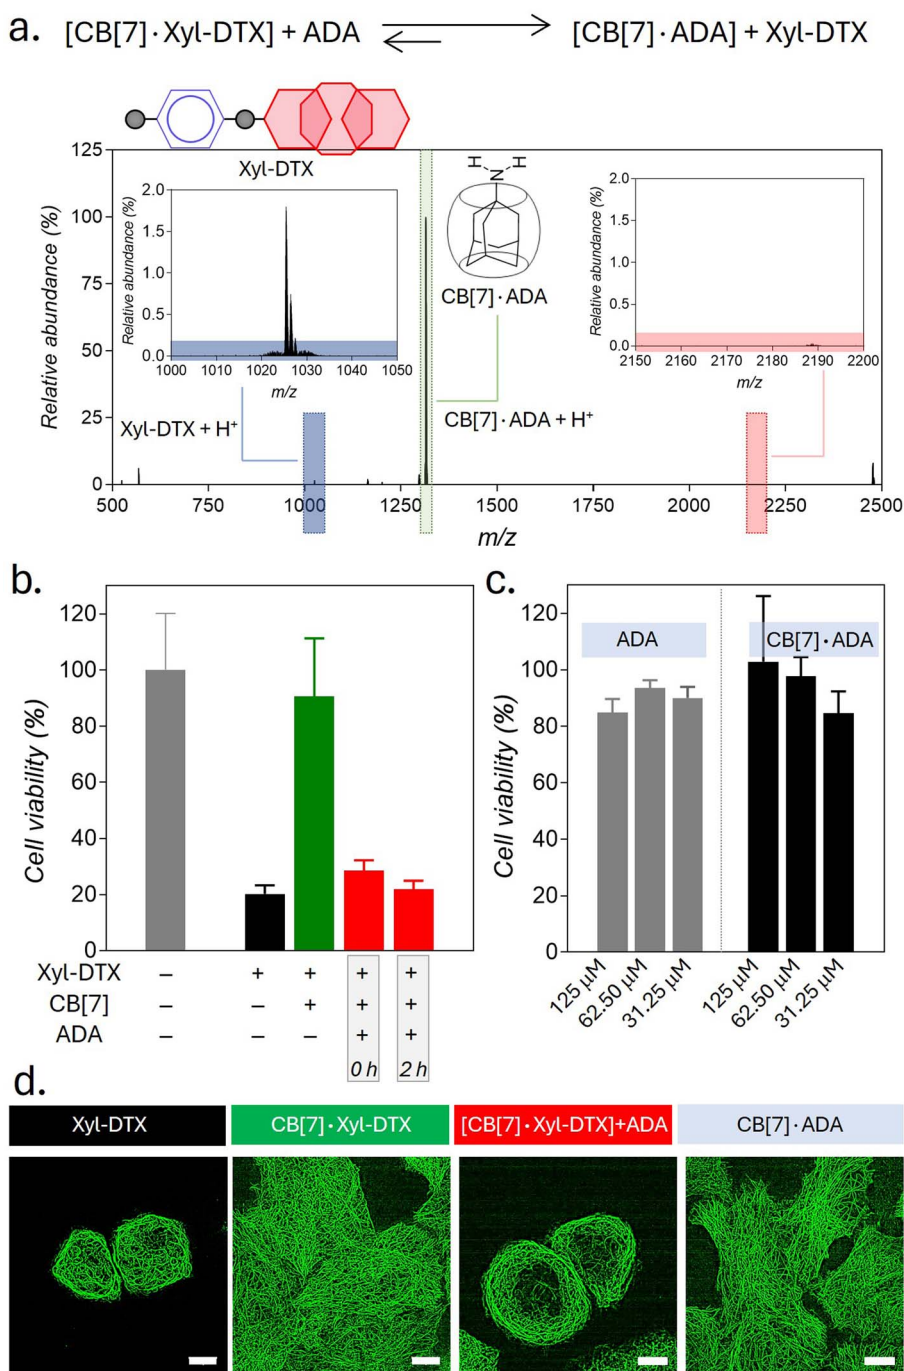 a. [CB[7]·Xyl-DTX] + ADA [CB[7]·ADA] + Xyl-DTX
Xyl-DTX
Relative abundance (%)
125
100
75
50
25
0
500 750 1000 1250 1500 1750 2000 2250 2500
m/z
Relative abundance (%)
2.0
1.5
1.0
0.5
0.0
1000 1010 1020 1030 1040 1050
m/z
H H
N
CB[7]·ADA
Relative abundance (%)
2.0
1.5
1.0
0.5
0.0
2150 2160 2170 2180 2190 2200
m/z
Xyl-DTX + H⁺
CB[7]·ADA + H⁺
b.
Cell viability (%)
120
100
80
60
40
20
0
Xyl-DTX – + + + +
CB[7] – – + + +
ADA – – – + +
0 h 2 h
c.
Cell viability (%)
120
100
80
60
40
20
0
ADA CB[7]·ADA
125 μM 62.50 μM 31.25 μM 125 μM 62.50 μM 31.25 μM
d.
Xyl-DTX CB[7]·Xyl-DTX [CB[7]·Xyl-DTX]+ADA CB[7]·ADA